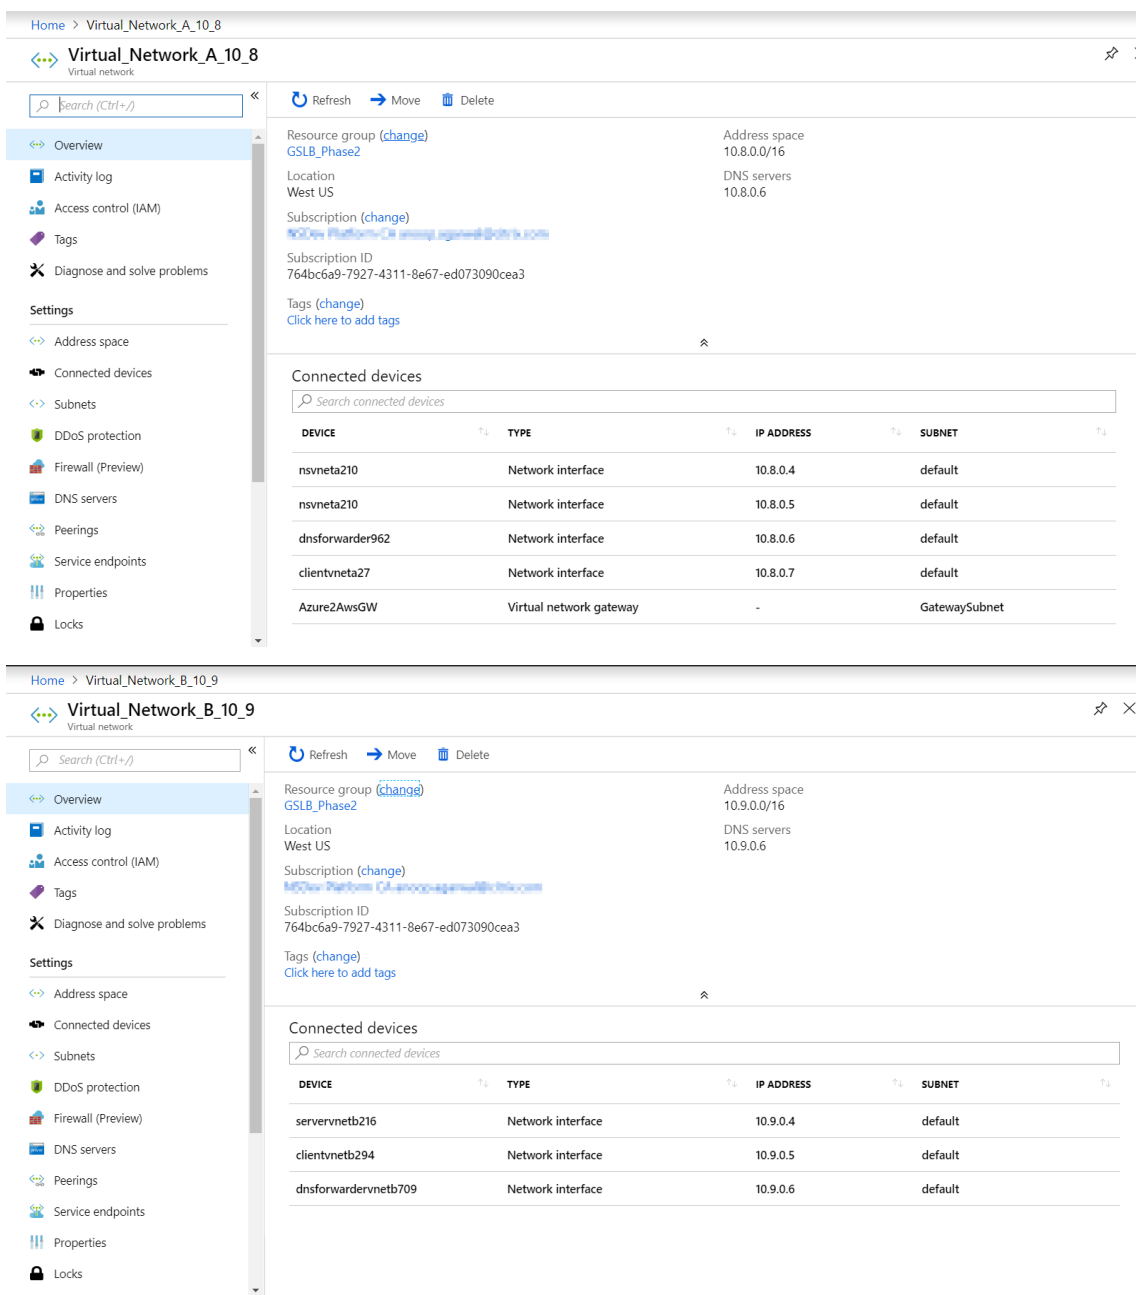 Home > Virtual_Network_A_10_8
Virtual_Network_A_10_8
Virtual network
Search (Ctrl+/)
«
Refresh Move Delete
Overview
Activity log
Access control (IAM)
Tags
Diagnose and solve problems
Settings
Address space
Connected devices
Subnets
DDoS protection
Firewall (Preview)
DNS servers
Peerings
Service endpoints
Properties
Locks
Resource group (change)
GSLB_Phase2
Location
West US
Subscription (change)
Subscription ID
764bc6a9-7927-4311-8e67-ed073090cea3
Tags (change)
Click here to add tags
Address space
10.8.0.0/16
DNS servers
10.8.0.6
Connected devices
Search connected devices
DEVICE TYPE IP ADDRESS SUBNET
nsvneta210 Network interface 10.8.0.4 default
nsvneta210 Network interface 10.8.0.5 default
dnsforwarder962 Network interface 10.8.0.6 default
clientvneta27 Network interface 10.8.0.7 default
Azure2AwsGW Virtual network gateway - GatewaySubnet
Home > Virtual_Network_B_10_9
Virtual_Network_B_10_9
Virtual network
Search (Ctrl+/)
«
Refresh Move Delete
Overview
Activity log
Access control (IAM)
Tags
Diagnose and solve problems
Settings
Address space
Connected devices
Subnets
DDoS protection
Firewall (Preview)
DNS servers
Peerings
Service endpoints
Properties
Locks
Resource group (change)
GSLB_Phase2
Location
West US
Subscription (change)
Subscription ID
764bc6a9-7927-4311-8e67-ed073090cea3
Tags (change)
Click here to add tags
Address space
10.9.0.0/16
DNS servers
10.9.0.6
Connected devices
Search connected devices
DEVICE TYPE IP ADDRESS SUBNET
servervnetb216 Network interface 10.9.0.4 default
clientvnetb294 Network interface 10.9.0.5 default
dnsforwardervnetb709 Network interface 10.9.0.6 default